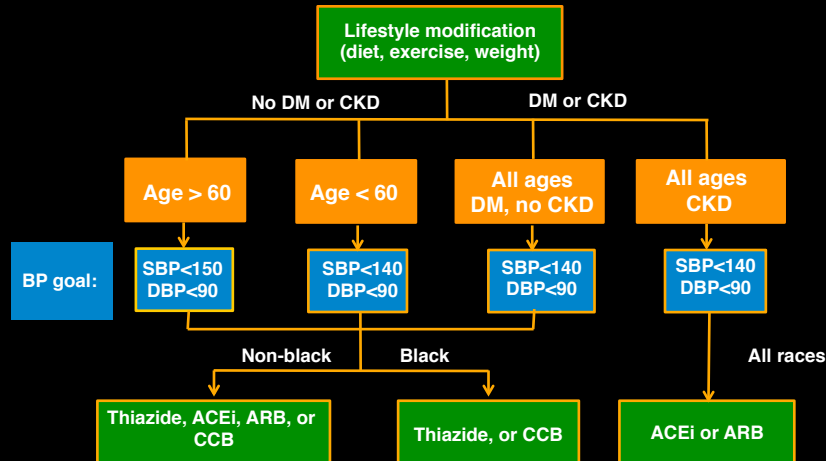 Lifestyle modification
(diet, exercise, weight)
No DM or CKD
DM or CKD
Age > 60
Age < 60
All ages
DM, no CKD
All ages
CKD
BP goal:
SBP<150
DBP<90
SBP<140
DBP<90
SBP<140
DBP<90
SBP<140
DBP<90
Non-black
Black
All races
Thiazide, ACEi, ARB, or
CCB
Thiazide, or CCB
ACEi or ARB